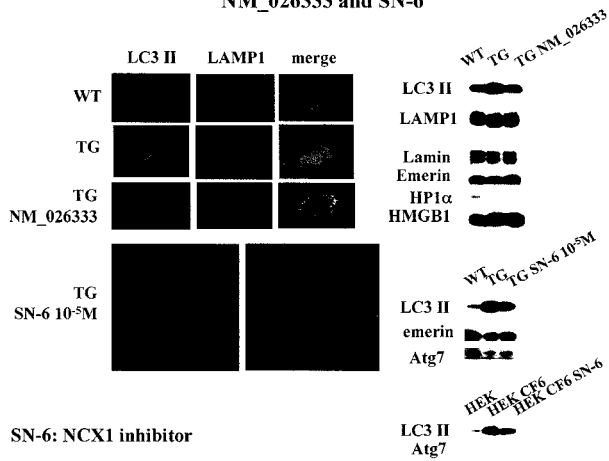 NM_026333 and SN-6
LC3 II LAMP1 merge
WT
TG
TG
NM_026333
TG
SN-6 10-5M
SN-6: NCX1 inhibitor
WT TG TG NM_026333
LC3 II
LAMP1
Lamin
Emerin
HP1α
HMGB1
WT TG TG SN-6 10-5M
LC3 II
emerin
Atg7
HEK HEK CF6 HEK CF6 SN-6
LC3 II
Atg7